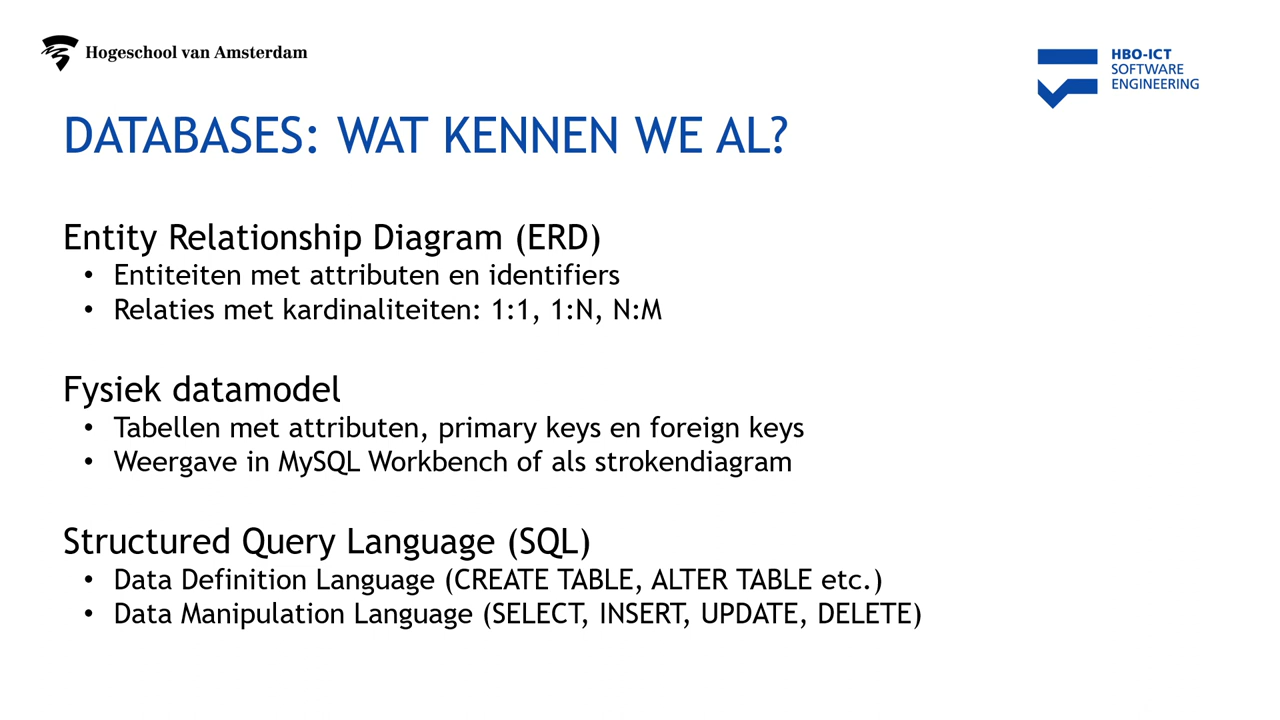 Hogeschool van Amsterdam
HBO-ICT
SOFTWARE
ENGINEERING
DATABASES: WAT KENNEN WE AL?
Entity Relationship Diagram (ERD)
• Entiteiten met attributen en identifiers
• Relaties met kardinaliteiten: 1:1, 1:N, N:M
Fysiek datamodel
• Tabellen met attributen, primary keys en foreign keys
• Weergave in MySQL Workbench of als strokendiagram
Structured Query Language (SQL)
• Data Definition Language (CREATE TABLE, ALTER TABLE etc.)
• Data Manipulation Language (SELECT, INSERT, UPDATE, DELETE)